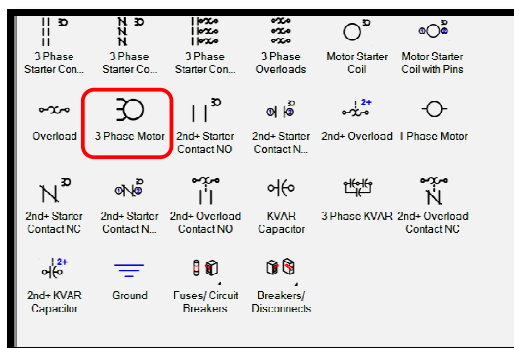 3 Phase 3 Phase 3 Phase 3 Phase Motor Starter Motor Starter
Starter Con... Starter Co... Starter Con... Overloads Coil Coil with Pins
2+
Overload 3 Phase Motor 2nd+ Starter 2nd+ Starter 2nd+ Overload 1 Phase Motor
Contact NO Contact N...
2nd+ Starter 2nd+ Starter 2nd+ Overload KVAR 3 Phase KVAR 2nd+ Overload
Contact NC Contact N... Contact NO Capacitor Contact NC
2+
2nd+ KVAR Ground Fuses/ Circuit Breakers/
Capacitor Breakers Disconnects